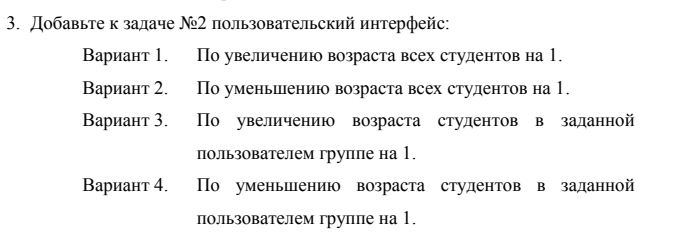 3. Добавьте к задаче №2 пользовательский интерфейс:
Вариант 1. По увеличению возраста всех студентов на 1.
Вариант 2. По уменьшению возраста всех студентов на 1.
Вариант 3. По увеличению возраста студентов в заданной
пользователем группе на 1.
Вариант 4. По уменьшению возраста студентов в заданной
пользователем группе на 1.